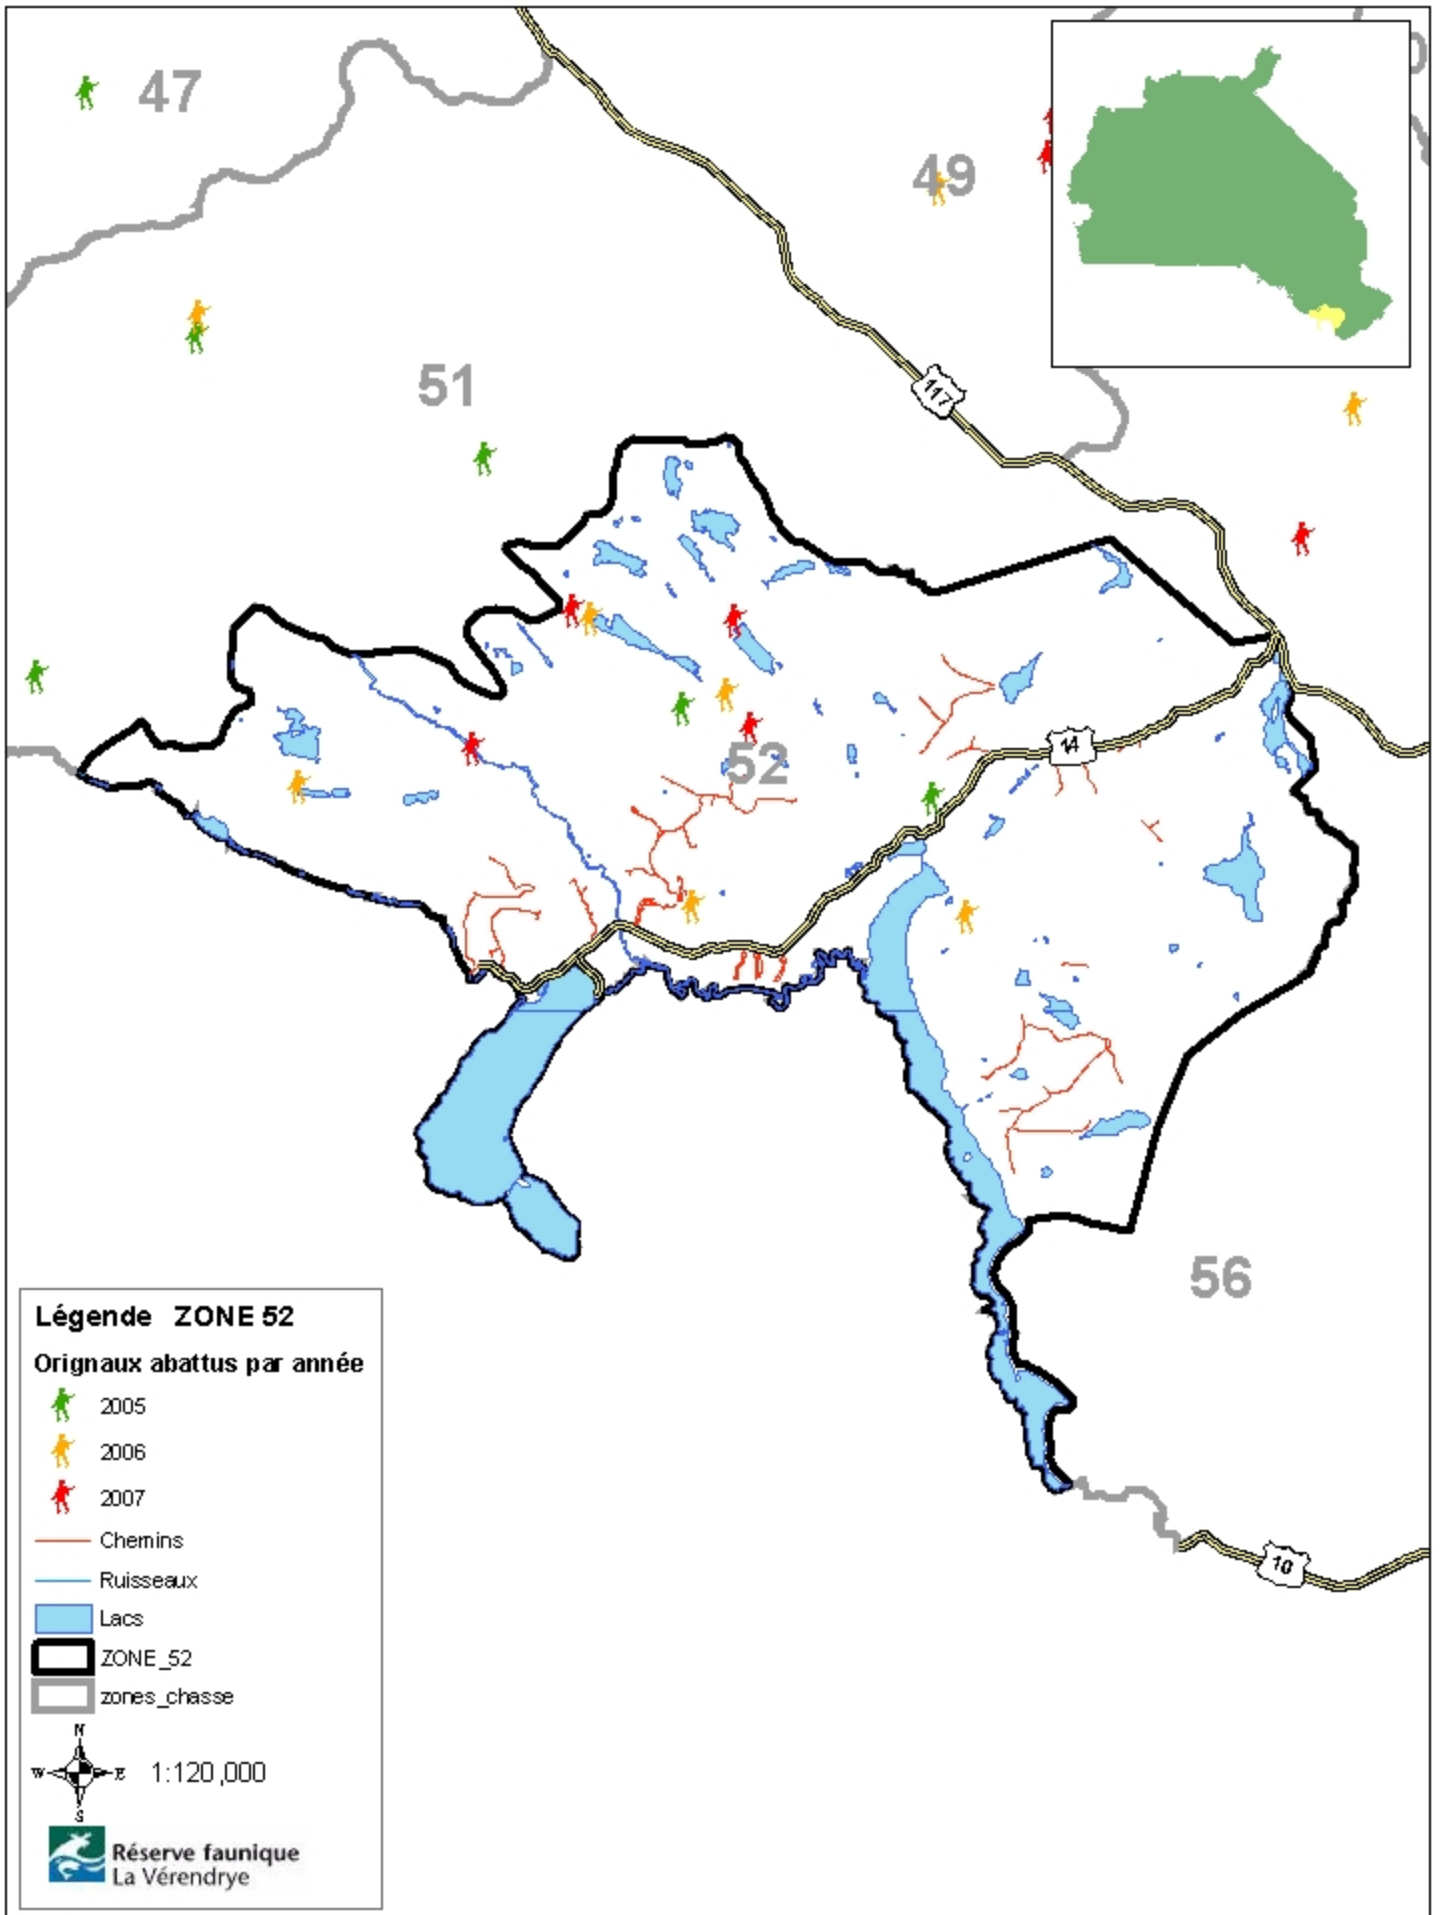 47
49
117
51
52
14
56
10
Légende ZONE 52
Orignaux abattus par année
2005
2006
2007
Chemins
Ruisseaux
Lacs
ZONE_52
zones_chasse
N
W E 1:120,000
S
Réserve faunique
La Vérendrye